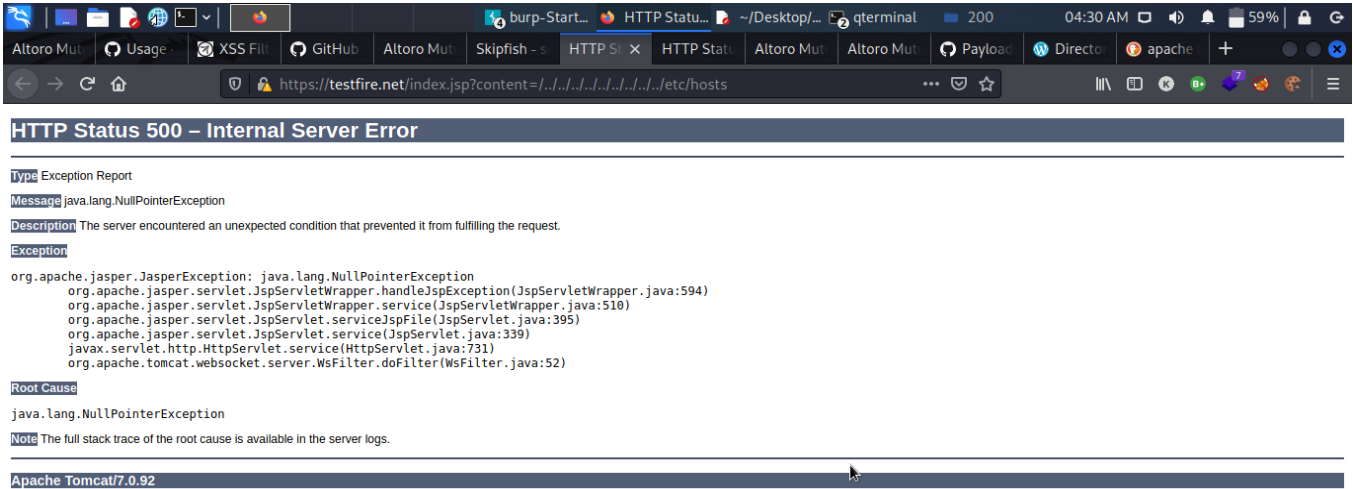 burp-Start... HTTP Statu... ~/Desktop/... qterminal 200 04:30 AM 59%
Altoro Mut Usage XSS Filt GitHub Altoro Mut Skipfish - s HTTP St HTTP Statu Altoro Mut Altoro Mut Payload Director apache
https://testfire.net/index.jsp?content=/../../../../../../../../../etc/hosts 7
HTTP Status 500 – Internal Server Error
Type Exception Report
Message java.lang.NullPointerException
Description The server encountered an unexpected condition that prevented it from fulfilling the request.
Exception
org.apache.jasper.JasperException: java.lang.NullPointerException
org.apache.jasper.servlet.JspServletWrapper.handleJspException(JspServletWrapper.java:594)
org.apache.jasper.servlet.JspServletWrapper.service(JspServletWrapper.java:510)
org.apache.jasper.servlet.JspServlet.serviceJspFile(JspServlet.java:395)
org.apache.jasper.servlet.JspServlet.service(JspServlet.java:339)
javax.servlet.http.HttpServlet.service(HttpServlet.java:731)
org.apache.tomcat.websocket.server.WsFilter.doFilter(WsFilter.java:52)
Root Cause
java.lang.NullPointerException
Note The full stack trace of the root cause is available in the server logs.
Apache Tomcat/7.0.92